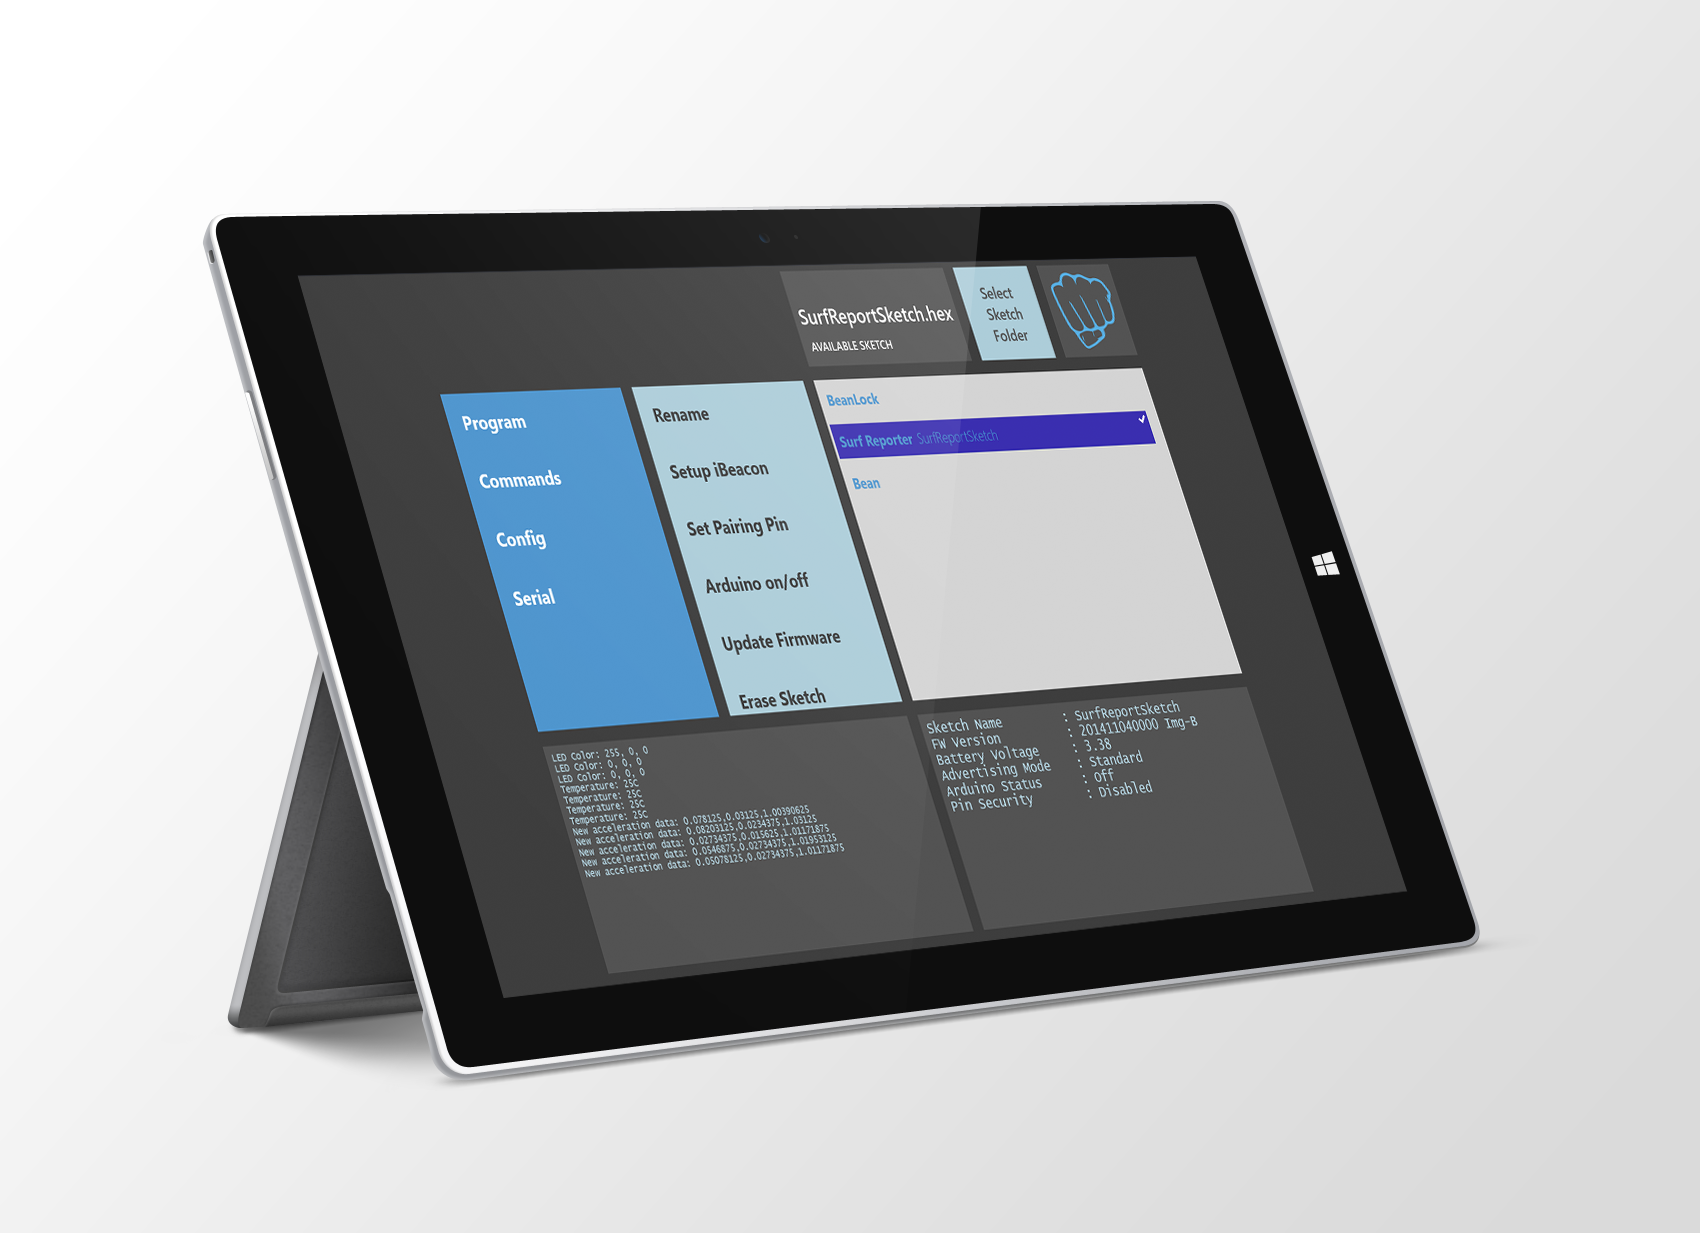 SurfReportSketch.hex
AVAILABLE SKETCH
Select
Sketch
Folder
Program
Commands
Config
Serial
Rename
Setup iBeacon
Set Pairing Pin
Arduino on/off
Update Firmware
Erase Sketch
BeanLock
Surf Reporter SurfReportSketch
Bean
LED Color: 255, 0, 0
LED Color: 0, 0, 0
LED Color: 0, 0, 0
Temperature: 25C
Temperature: 25C
Temperature: 25C
Temperature: 25C
New acceleration data: 0.078125,0.03125,1.00390625
New acceleration data: 0.08203125,0.0234375,1.03125
New acceleration data: 0.02734375,0.015625,1.01171875
New acceleration data: 0.0546875,0.02734375,1.01953125
New acceleration data: 0.05078125,0.02734375,1.01171875
Sketch Name : SurfReportSketch
FW Version : 201411040000 Img-B
Battery Voltage : 3.38
Advertising Mode : Standard
Arduino Status : Off
Pin Security : Disabled